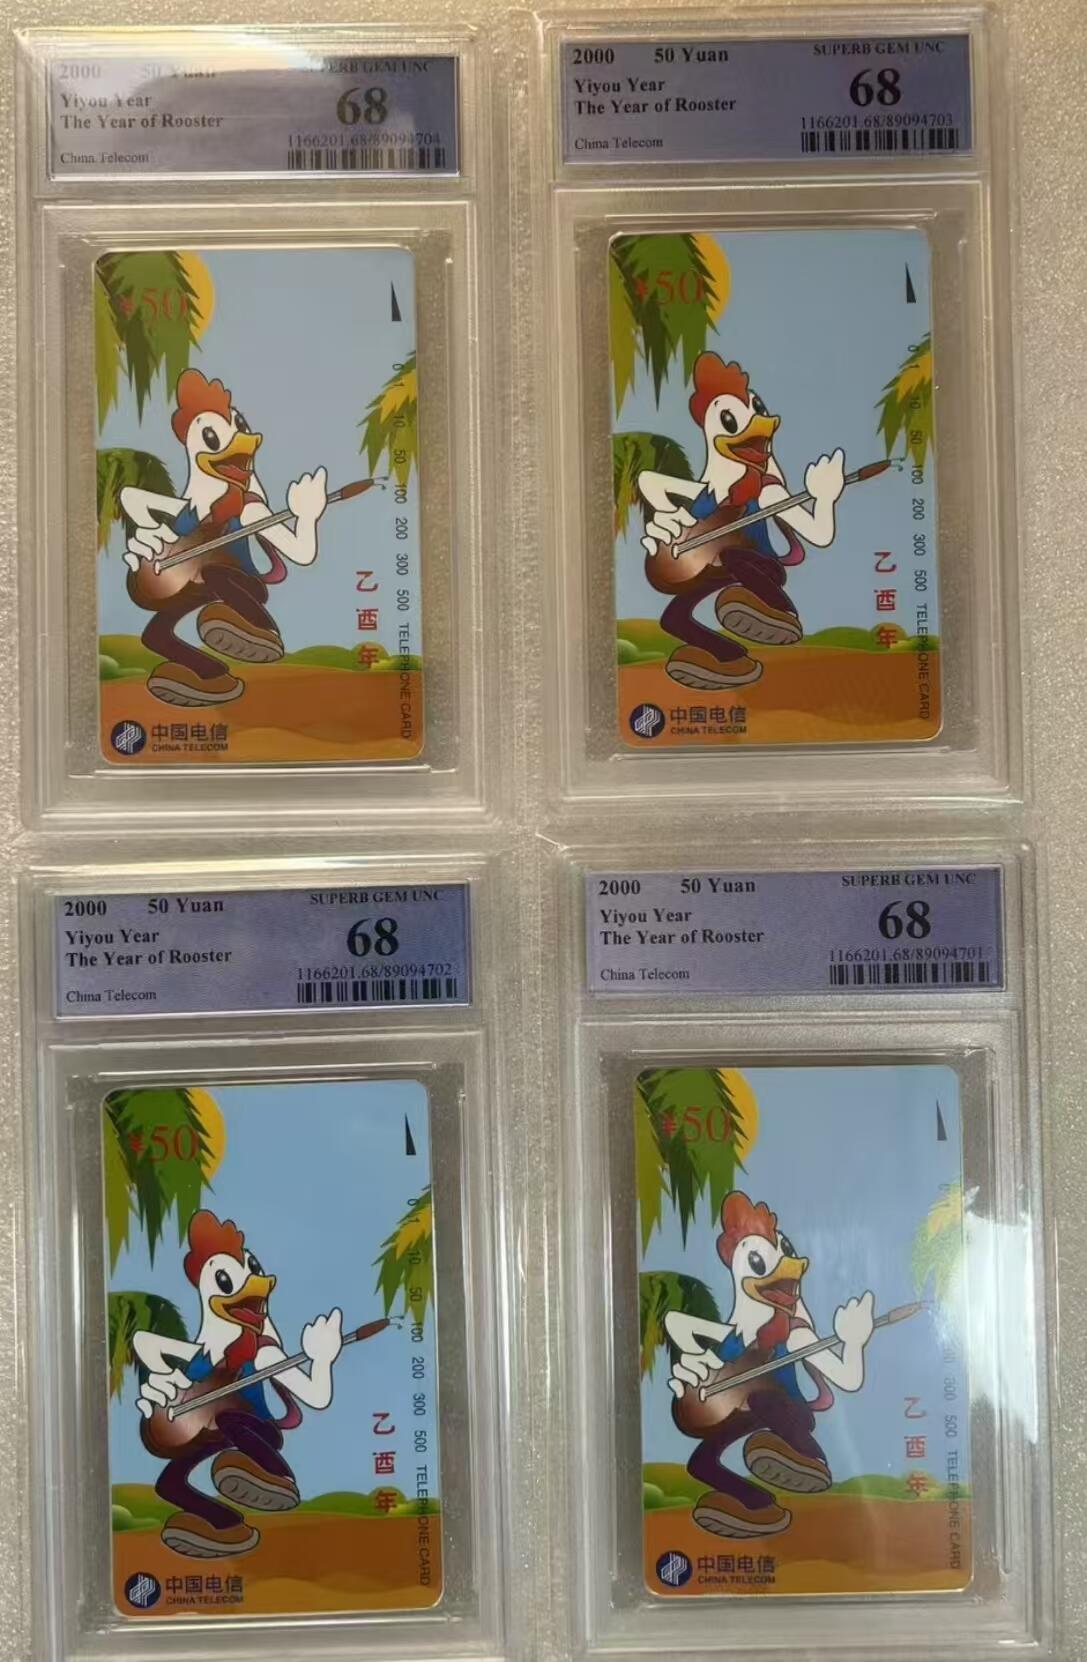 2000 50 Yuan
SUPERB GEM UNC
Yiyou Year
68
The Year of Rooster
1166201.68/89094704
China Telecom
¥50
0 1 10 50 100 200 300 500 TELEPHONE CARD
乙酉年
中国电信
CHINA TELECOM
2000 50 Yuan
SUPERB GEM UNC
Yiyou Year
68
The Year of Rooster
1166201.68/89094703
China Telecom
¥50
0 10 50 100 200 300 500 TELEPHONE CARD
乙酉年
中国电信
CHINA TELECOM
2000 50 Yuan
SUPERB GEM UNC
Yiyou Year
68
The Year of Rooster
1166201.68/89094702
China Telecom
¥50
0 1 10 50 100 200 300 500 TELEPHONE CARD
乙酉年
中国电信
CHINA TELECOM
2000 50 Yuan
SUPERB GEM UNC
Yiyou Year
68
The Year of Rooster
1166201.68/89094701
China Telecom
¥50
300 500 TELEPHONE CARD
乙酉年
中国电信
CHINA TELECOM